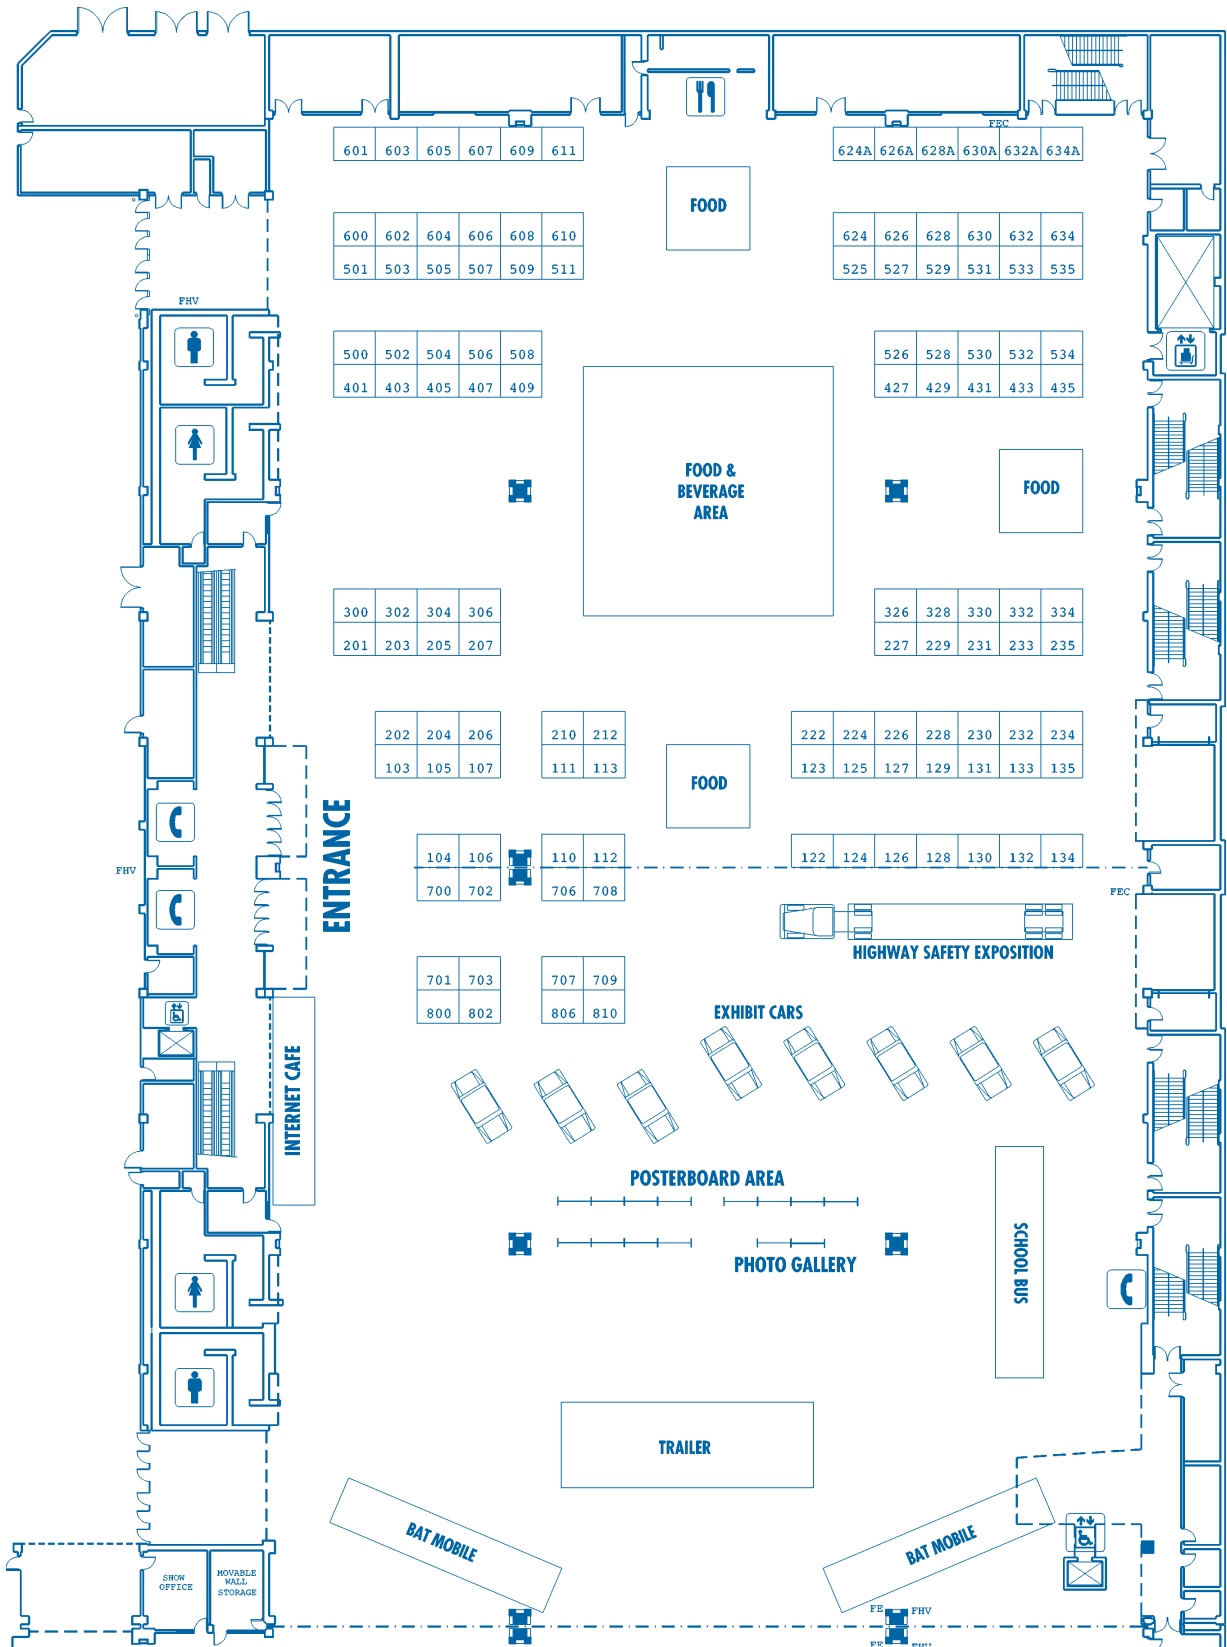 FEC
601 603 605 607 609 611
624A 626A 628A 630A 632A 634A
FOOD
600 602 604 606 608 610
624 626 628 630 632 634
501 503 505 507 509 511
525 527 529 531 533 535
FHV
500 502 504 506 508
526 528 530 532 534
401 403 405 407 409
427 429 431 433 435
FOOD &
BEVERAGE
AREA
FOOD
300 302 304 306
326 328 330 332 334
201 203 205 207
227 229 231 233 235
202 204 206
210 212
222 224 226 228 230 232 234
103 105 107
111 113
123 125 127 129 131 133 135
FOOD
ENTRANCE
104 106
110 112
122 124 126 128 130 132 134
FHV
700 702
706 708
FEC
HIGHWAY SAFETY EXPOSITION
701 703
707 709
800 802
806 810
EXHIBIT CARS
INTERNET CAFE
POSTERBOARD AREA
PHOTO GALLERY
SCHOOL BUS
TRAILER
BAT MOBILE
BAT MOBILE
SHOW
OFFICE
MOVABLE
WALL
STORAGE
FE FHV
FE FHV